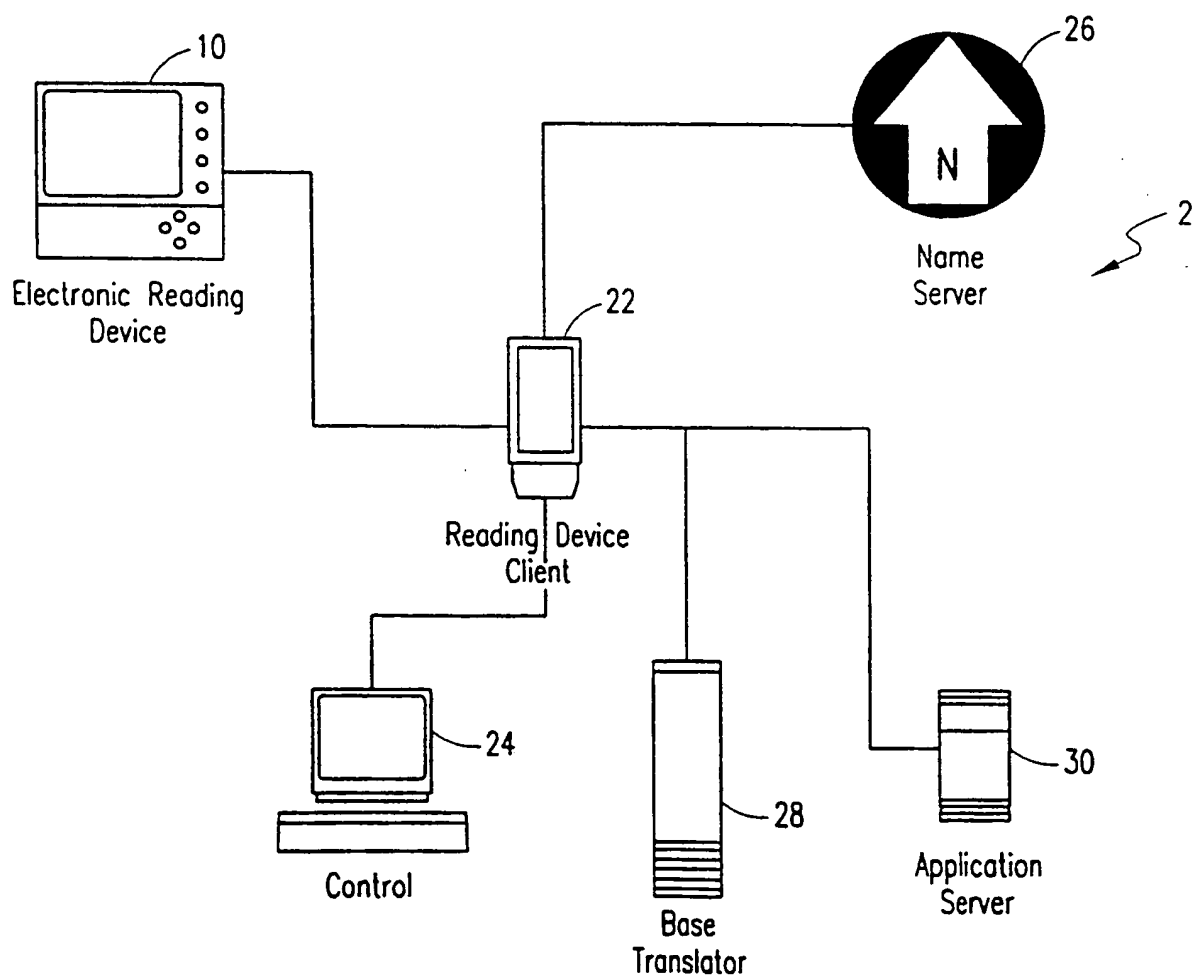 10
26
N
2
Name
Server
Electronic Reading
Device
22
Reading Device
Client
24
Control
28
Base
Translator
30
Application
Server